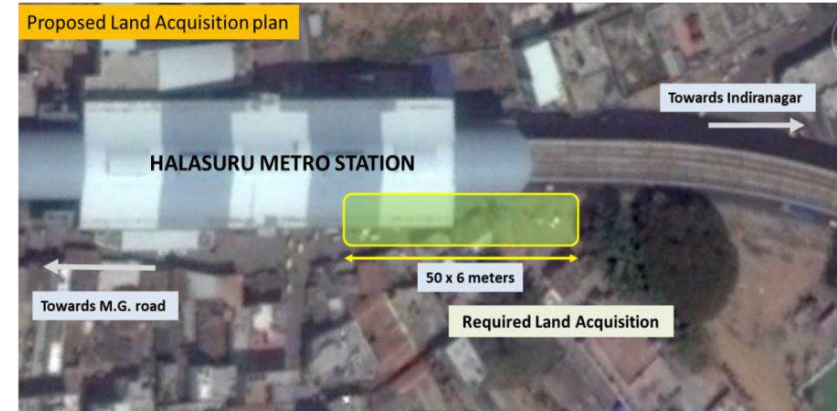 Proposed Land Acquisition plan
Towards Indiranagar
HALASURU METRO STATION
50 x 6 meters
Towards M.G. road
Required Land Acquisition